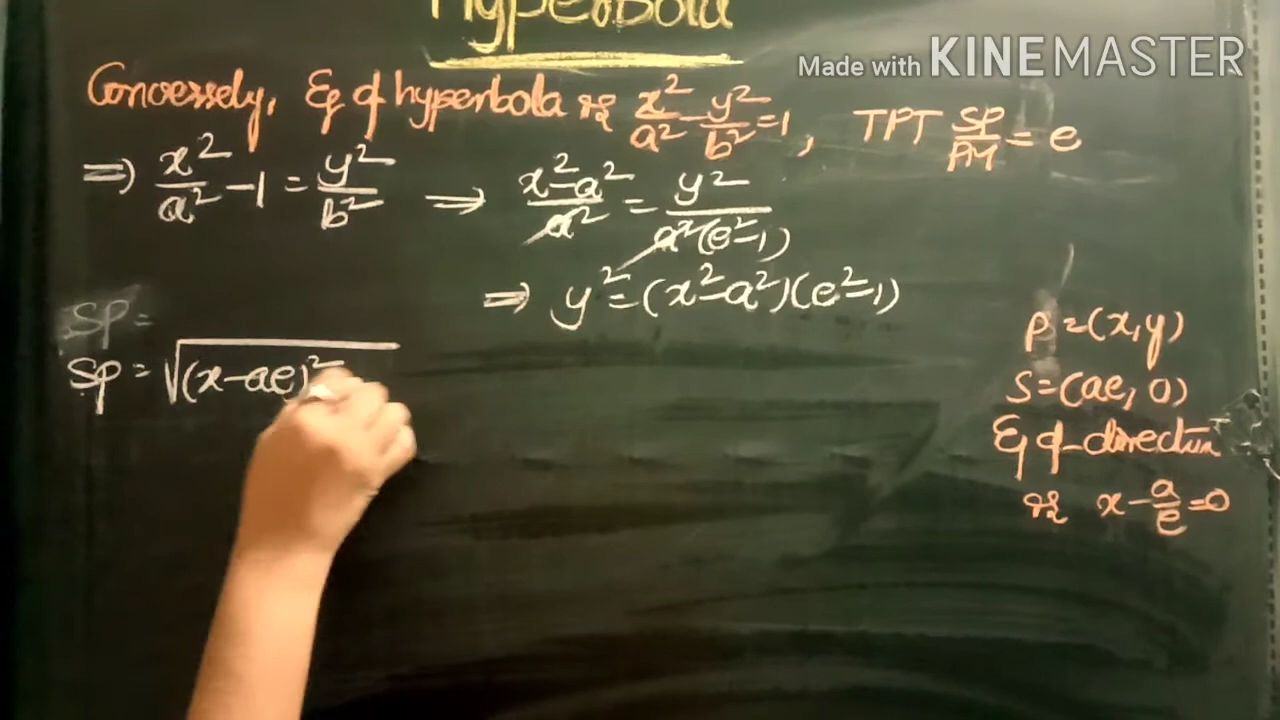 Hyperbola
Made with KINEMASTER
Conversely, Eq of hyperbola is x²/a² - y²/b² = 1, TPT SP/PM = e
⇒ x²/a² - 1 = y²/b² ⇒ x²-a²/a² = y²/a²(e²-1)
⇒ y² = (x²-a²)(e²-1)
SP =
SP = √(x-ae)²
P = (x,y)
S = (ae, 0)
Eq of directrix
is x - a/e = 0